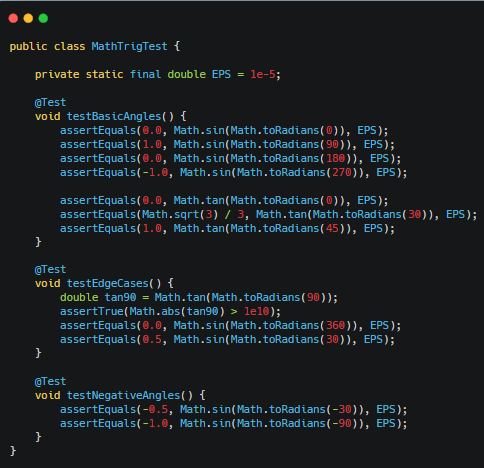 public class MathTrigTest {

    private static final double EPS = 1e-5;

    @Test
    void testBasicAngles() {
        assertEquals(0.0, Math.sin(Math.toRadians(0)), EPS);
        assertEquals(1.0, Math.sin(Math.toRadians(90)), EPS);
        assertEquals(0.0, Math.sin(Math.toRadians(180)), EPS);
        assertEquals(-1.0, Math.sin(Math.toRadians(270)), EPS);

        assertEquals(0.0, Math.tan(Math.toRadians(0)), EPS);
        assertEquals(Math.sqrt(3) / 3, Math.tan(Math.toRadians(30)), EPS);
        assertEquals(1.0, Math.tan(Math.toRadians(45)), EPS);
    }

    @Test
    void testEdgeCases() {
        double tan90 = Math.tan(Math.toRadians(90));
        assertTrue(Math.abs(tan90) > 1e10);
        assertEquals(0.0, Math.sin(Math.toRadians(360)), EPS);
        assertEquals(0.5, Math.sin(Math.toRadians(30)), EPS);
    }

    @Test
    void testNegativeAngles() {
        assertEquals(-0.5, Math.sin(Math.toRadians(-30)), EPS);
        assertEquals(-1.0, Math.sin(Math.toRadians(-90)), EPS);
    }
}